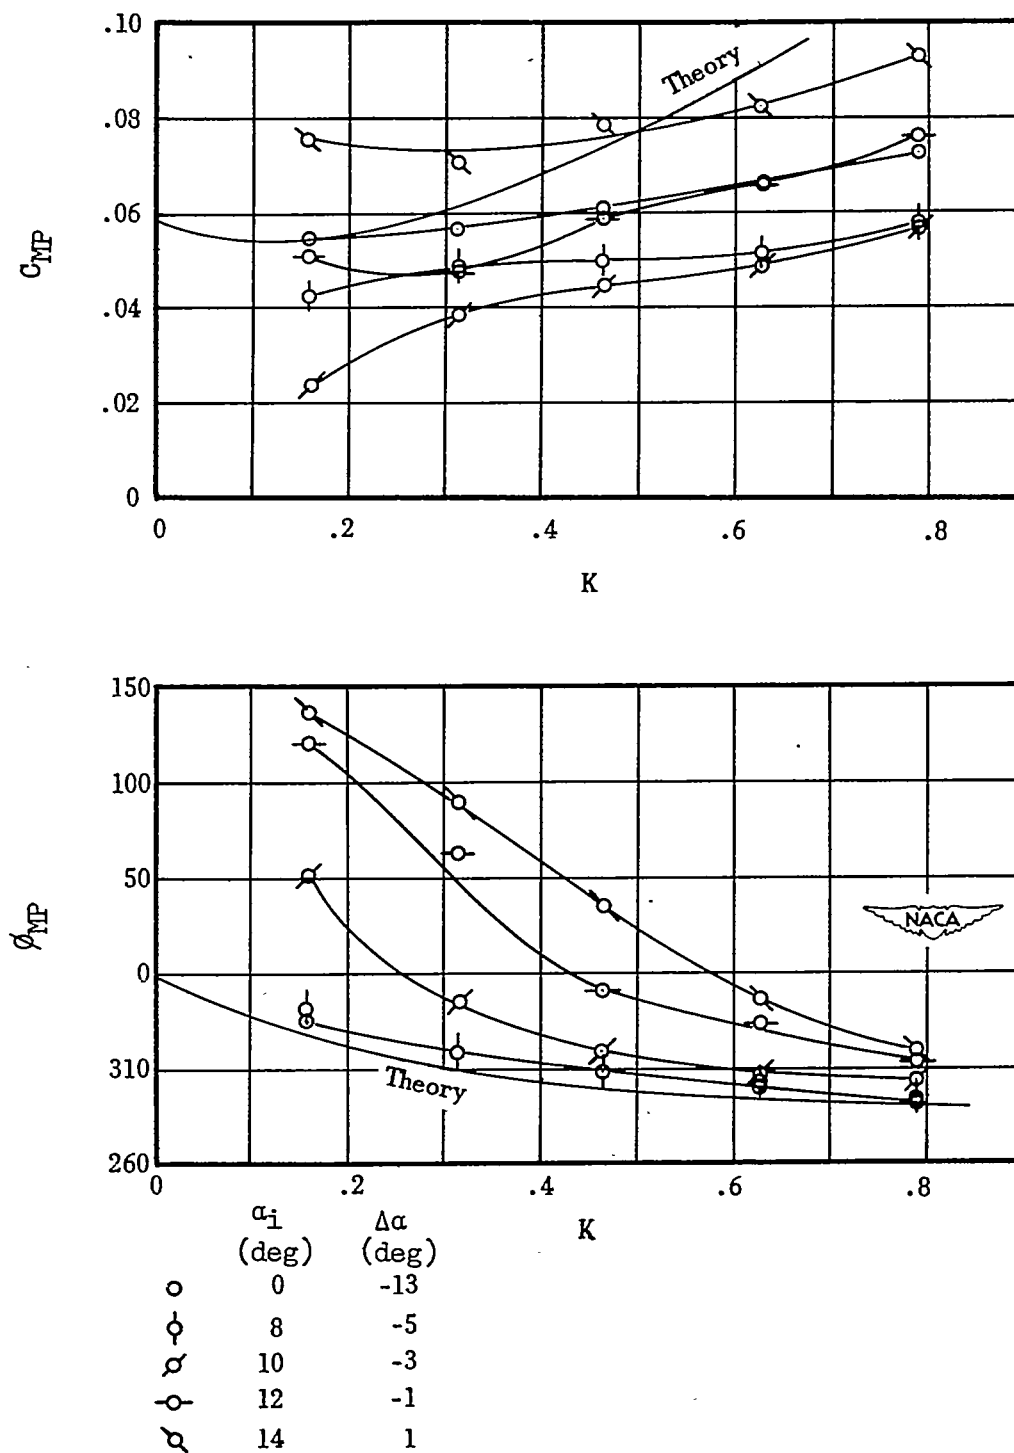 .10
.08
.06
.04
.02
0
C_MP
Theory
0 .2 .4 .6 .8
K
150
100
50
0
310
260
Ø_MP
NACA
Theory
0 .2 .4 .6 .8
K
α_i Δα
(deg) (deg)
0 -13
8 -5
10 -3
12 -1
14 1